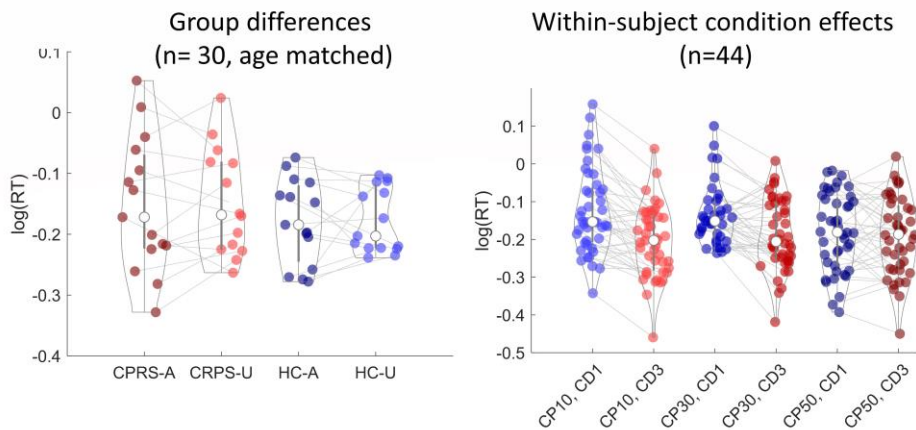 Group differences
(n= 30, age matched)
0.1
0
-0.1
-0.2
-0.3
-0.4
log(RT)
CPRS-A CRPS-U HC-A HC-U
Within-subject condition effects
(n=44)
0.1
0
-0.1
-0.2
-0.3
-0.4
-0.5
log(RT)
CP10, CD1
CP10, CD3
CP30, CD1
CP30, CD3
CP50, CD1
CP50, CD3